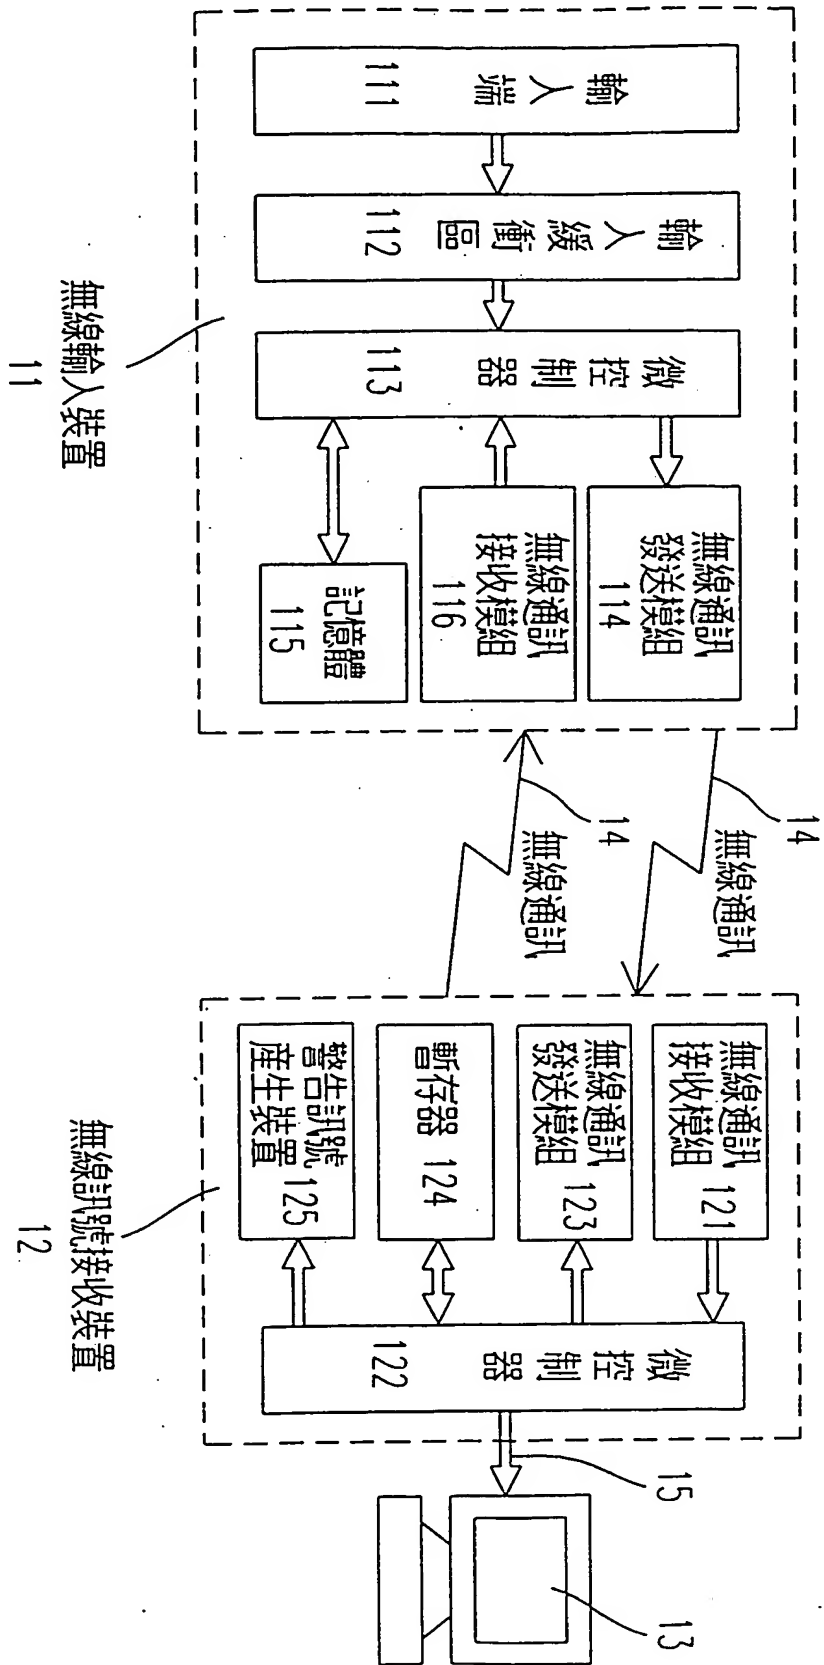 輸入端
111
輸入緩衝區
112
微控制器
113
無線通訊
發送模組
114
無線通訊
接收模組
116
記憶體
115
無線輸入裝置
11
14
無線通訊
14
無線通訊
無線通訊
接收模組 121
無線通訊
發送模組 123
暫存器 124
警告訊號
產生裝置 125
微控制器
122
無線訊號接收裝置
12
15
13